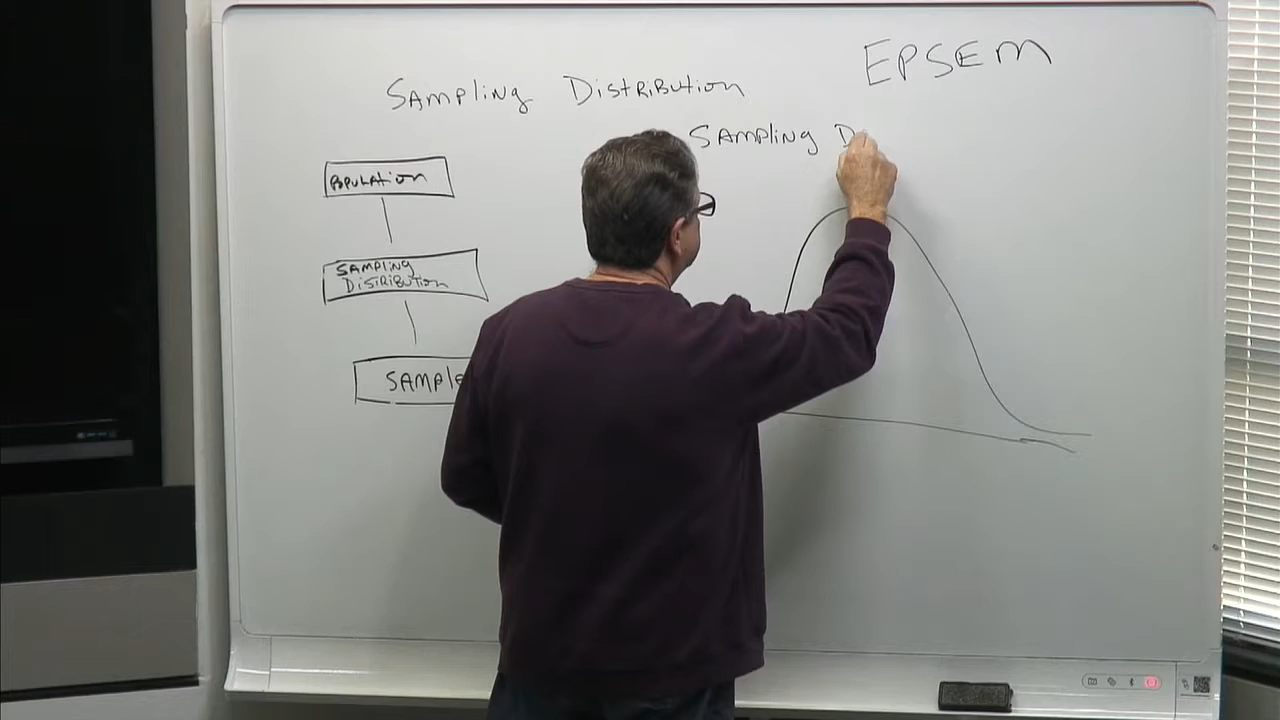 EPSEM
SAMPliNg DistRibutioN
SAMPliNg D
POPULAtiON
SAMPliNg
DISTRIBUtiON
SAMPle